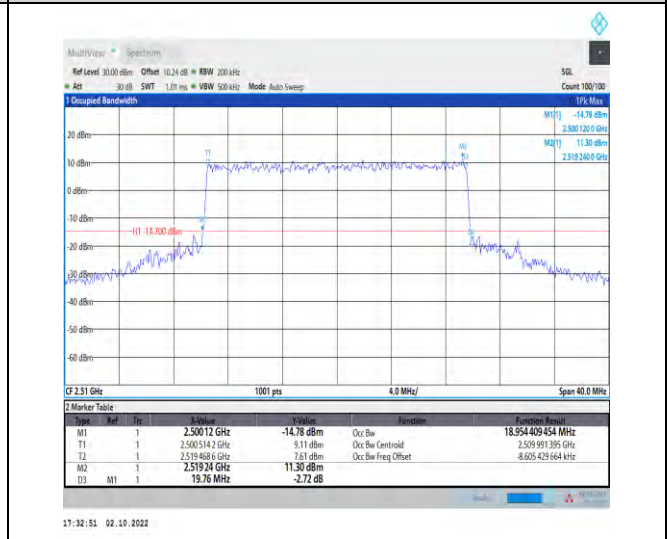 MultiView Spectrum
Ref Level 30.00 dBm Offset 10.24 dB RBW 200 kHz SGL
Att 30 dB SWT 1.01 ms VBW 500 kHz Mode Auto Sweep Count 100/100
1 Occupied Bandwidth 1Pk Max
M1[1] -14.78 dBm
2.500 120 0 GHz
20 dBm
M2[1] 11.30 dBm
2.519 240 0 GHz
T1
M2
10 dBm
0 dBm
-10 dBm
H1 -14.700 dBm
-20 dBm
-30 dBm
-40 dBm
-50 dBm
-60 dBm
CF 2.51 GHz 1001 pts 4.0 MHz/ Span 40.0 MHz
2 Marker Table
Type Ref Trc X-Value Y-Value Function Function Result
M1 1 2.50012 GHz -14.78 dBm Occ Bw 18.954 409 454 MHz
T1 1 2.500 514 2 GHz 9.11 dBm Occ Bw Centroid 2.509 991 395 GHz
T2 1 2.519 468 6 GHz 7.61 dBm Occ Bw Freq Offset -8.605 429 664 kHz
M2 1 2.519 24 GHz 11.30 dBm
D3 M1 1 19.76 MHz -2.72 dB
17:32:51 02.10.2022